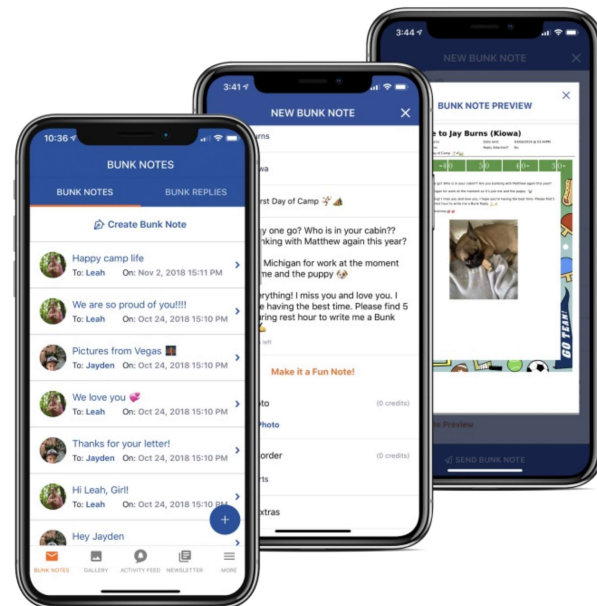 10:36
BUNK NOTES
BUNK NOTES BUNK REPLIES
Create Bunk Note
Happy camp life
To: Leah On: Nov 2, 2018 15:11 PM
We are so proud of you!!!!
To: Leah On: Oct 24, 2018 15:10 PM
Pictures from Vegas 🌃
To: Jayden On: Oct 24, 2018 15:10 PM
We love you 💞
To: Leah On: Oct 24, 2018 15:10 PM
Thanks for your letter!
To: Jayden On: Oct 24, 2018 15:10 PM
Hi Leah, Girl!
To: Leah On: Oct 24, 2018 15:10 PM
Hey Jayden
+
BUNK NOTES GALLERY ACTIVITY FEED NEWSLETTER MORE
3:41
NEW BUNK NOTE
urns
wa
rst Day of Camp
y one go? Who is in your cabin??
nking with Matthew again this year?
Michigan for work at the moment
me and the puppy 🐶
erything! I miss you and love you. I
e having the best time. Please find 5
uring rest hour to write me a Bunk
left
Make it a Fun Note!
to (0 credits)
Photo
order (0 credits)
rts
xtras
3:44
NEW BUNK NOTE
BUNK NOTE PREVIEW
e to Jay Burns (Kiowa)
GO TEAM!
te Preview
SEND BUNK NOTE